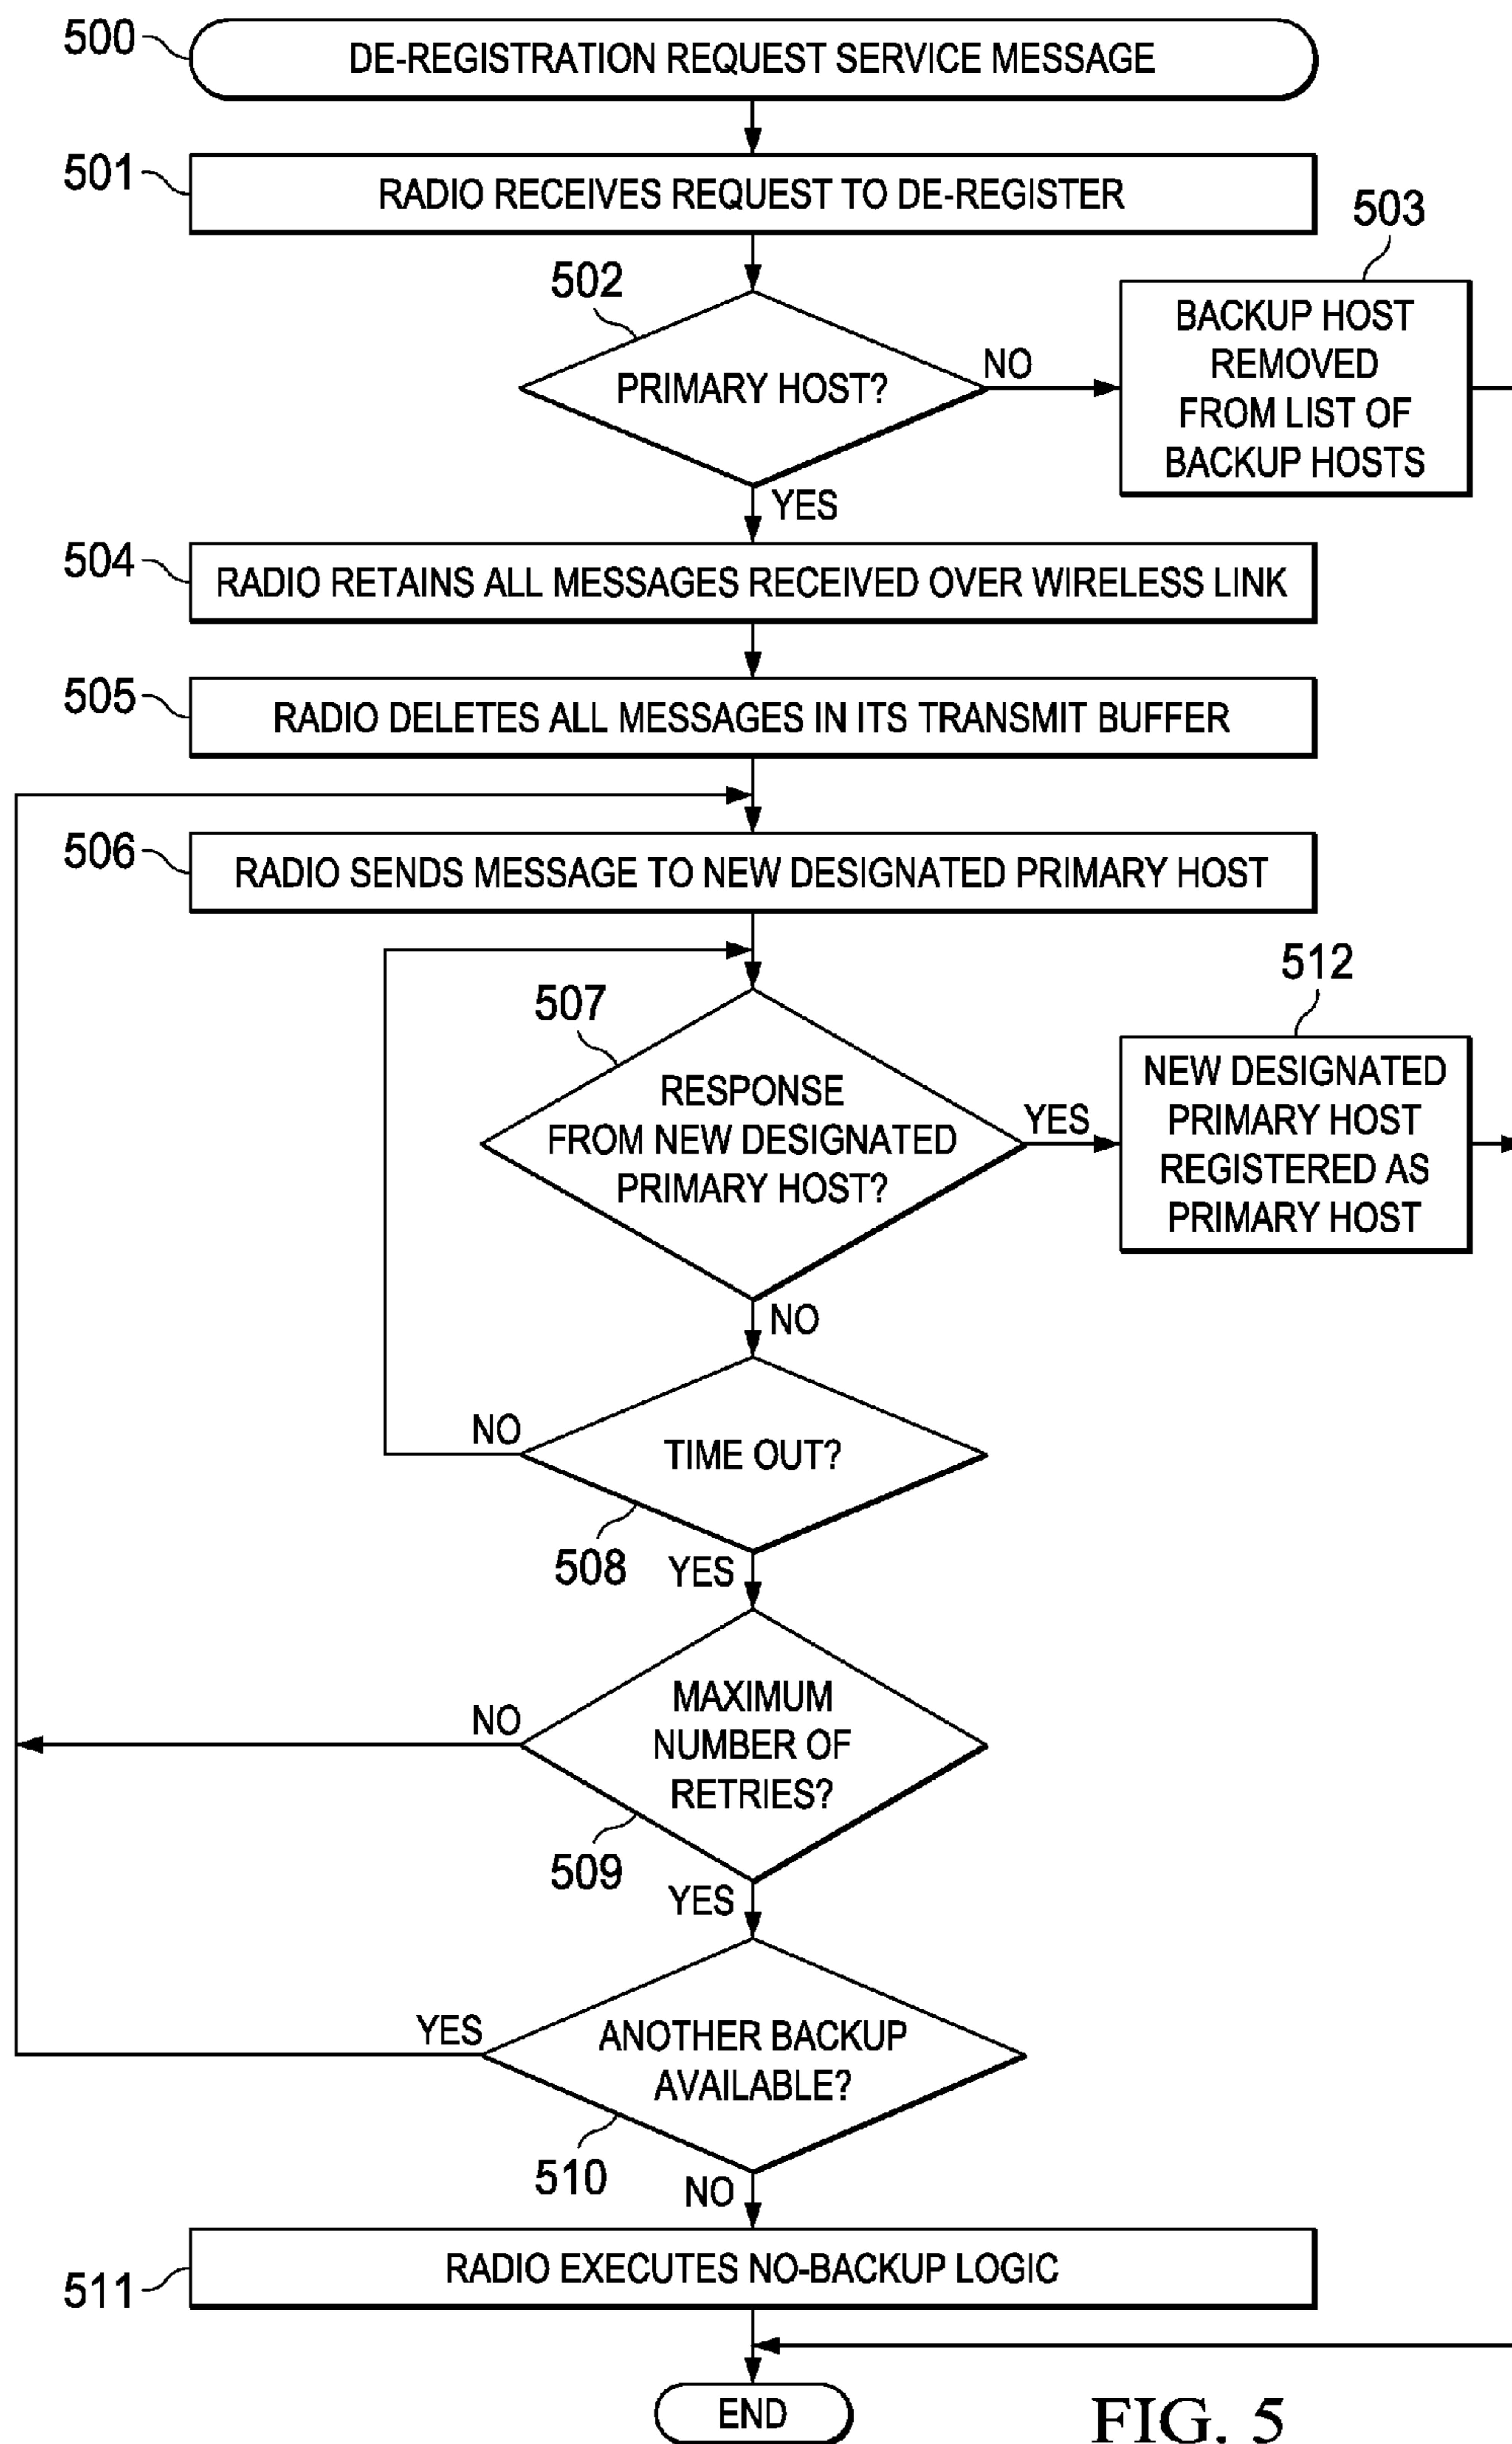 500
DE-REGISTRATION REQUEST SERVICE MESSAGE
501
RADIO RECEIVES REQUEST TO DE-REGISTER
502
PRIMARY HOST?
NO
503
BACKUP HOST
REMOVED
FROM LIST OF
BACKUP HOSTS
YES
504
RADIO RETAINS ALL MESSAGES RECEIVED OVER WIRELESS LINK
505
RADIO DELETES ALL MESSAGES IN ITS TRANSMIT BUFFER
506
RADIO SENDS MESSAGE TO NEW DESIGNATED PRIMARY HOST
507
RESPONSE
FROM NEW DESIGNATED
PRIMARY HOST?
YES
512
NEW DESIGNATED
PRIMARY HOST
REGISTERED AS
PRIMARY HOST
NO
NO
TIME OUT?
508
YES
NO
MAXIMUM
NUMBER OF
RETRIES?
509
YES
YES
ANOTHER BACKUP
AVAILABLE?
510
NO
511
RADIO EXECUTES NO-BACKUP LOGIC
END
FIG. 5